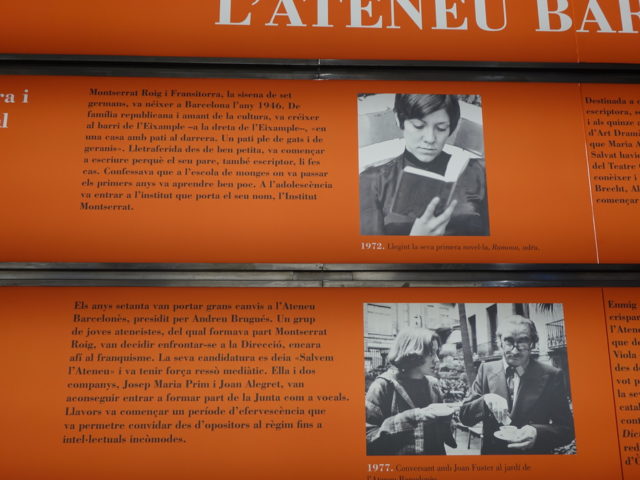 L'ATENEU BAR
Montserrat Roig i Fransitorra, la sisena de set
germans, va néixer a Barcelona l'any 1946. De
família republicana i amant de la cultura, va créixer
al barri de l'Eixample –a la dreta de l'Eixample–, «en
una casa amb pati al darrera. Un pati ple de gats i de
geranis». Lletraferida des de ben petita, va començar
a escriure perquè el seu pare, també escriptor, li fes
cas. Confessava que a l'escola de monges on va passar
els primers anys va aprendre ben poc. A l'adolescència
va entrar a l'institut que porta el seu nom, l'Institut
Montserrat.
1972. Llegint la seva primera novel·la, Ramona, adéu.
Destinada a
escriptora, s
i als quinze
d'Art Dramà
que Maria A
Salvat havi
del Teatre
conèixer i
Brecht, Al
començar
Els anys setanta van portar grans canvis a l'Ateneu
Barcelonès, presidit per Andreu Brugués. Un grup
de joves ateneistes, del qual formava part Montserrat
Roig, van decidir enfrontar-se a la Direcció, encara
afí al franquisme. La seva candidatura es deia «Salvem
l'Ateneu» i va tenir força ressò mediàtic. Ella i dos
companys, Josep Maria Prim i Joan Alegret, van
aconseguir entrar a formar part de la Junta com a vocals.
Llavors va començar un període d'efervescència que
va permetre convidar des d'opositors al règim fins a
intel·lectuals incòmodes.
1977. Conversant amb Joan Fuster al jardí de
l'Ateneu Barcelonès.
Enmig
crispa
l'Aten
que de
Viola
des de
vot p
la se
catal
cont
Dic
red
d'U